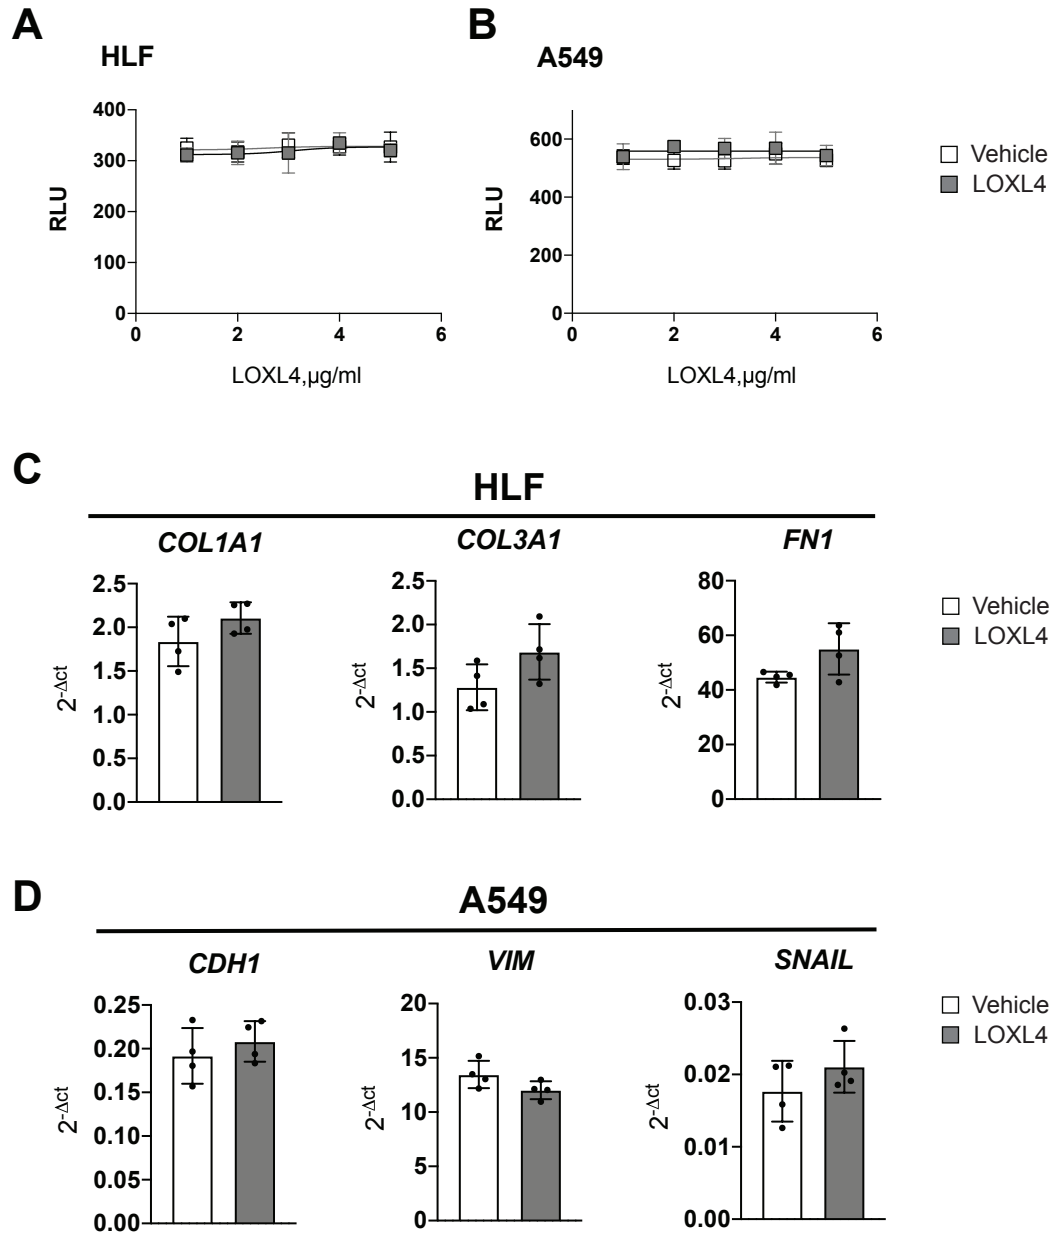 A
B
HLF
A549
400
300
200
100
0
RLU
0
2
4
6
LOXL4,µg/ml
600
400
200
0
RLU
0
2
4
6
LOXL4,µg/ml
Vehicle
LOXL4
C
HLF
COL1A1
COL3A1
FN1
2.5
2.0
1.5
1.0
0.5
0.0
2-Δct
2.5
2.0
1.5
1.0
0.5
0.0
2-Δct
80
60
40
20
0
2-Δct
Vehicle
LOXL4
D
A549
CDH1
VIM
SNAIL
0.25
0.20
0.15
0.10
0.05
0.00
2-Δct
20
15
10
5
0
2-Δct
0.03
0.02
0.01
0.00
2-Δct
Vehicle
LOXL4